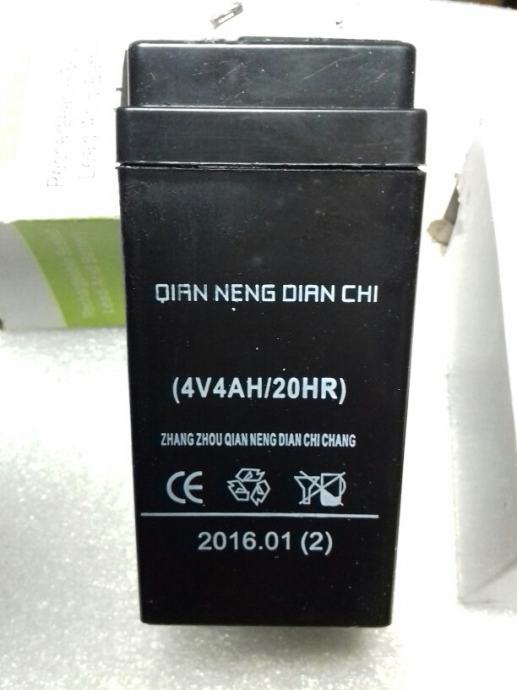 QIAN NENG DIAN CHI
(4V4AH/20HR)
ZHANG ZHOU QIAN NENG DIAN CHI CHANG
CE
2016.01 (2)